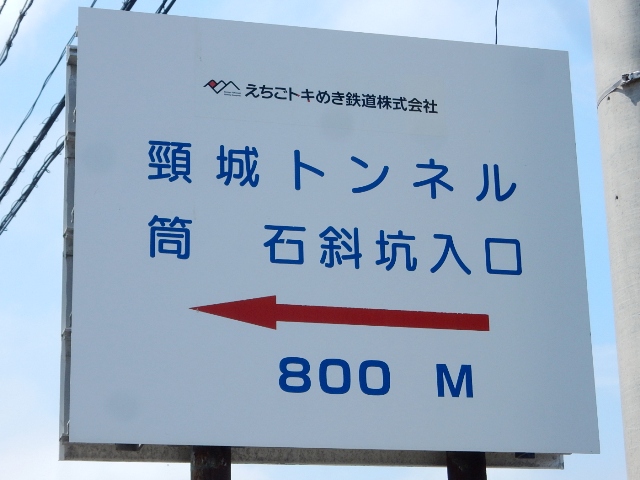 えちごトキめき鉄道株式会社
頸城トンネル
筒 石斜坑入口
800 M